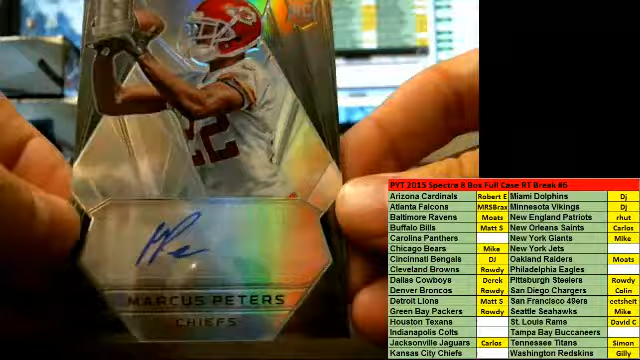 RC
22
MP
MARCUS PETERS
CHIEFS
PYT 2015 Spectra 8 Box Full Case RT Break #6
Arizona Cardinals Robert E Miami Dolphins Dj
Atlanta Falcons MRSBrax Minnesota Vikings Dj
Baltimore Ravens Moats New England Patriots rhut
Buffalo Bills Matt S New Orleans Saints Carlos
Carolina Panthers New York Giants Mike
Chicago Bears Mike New York Jets
Cincinnati Bengals DJ Oakland Raiders Moats
Cleveland Browns Rowdy Philadelphia Eagles
Dallas Cowboys Derek Pittsburgh Steelers Rowdy
Denver Broncos Rowdy San Diego Chargers Colin
Detroit Lions Matt S San Francisco 49ers eetsheit
Green Bay Packers Rowdy Seattle Seahawks Mike
Houston Texans St. Louis Rams David C
Indianapolis Colts Tampa Bay Buccaneers
Jacksonville Jaguars Carlos Tennessee Titans Simon
Kansas City Chiefs Washington Redskins Gily